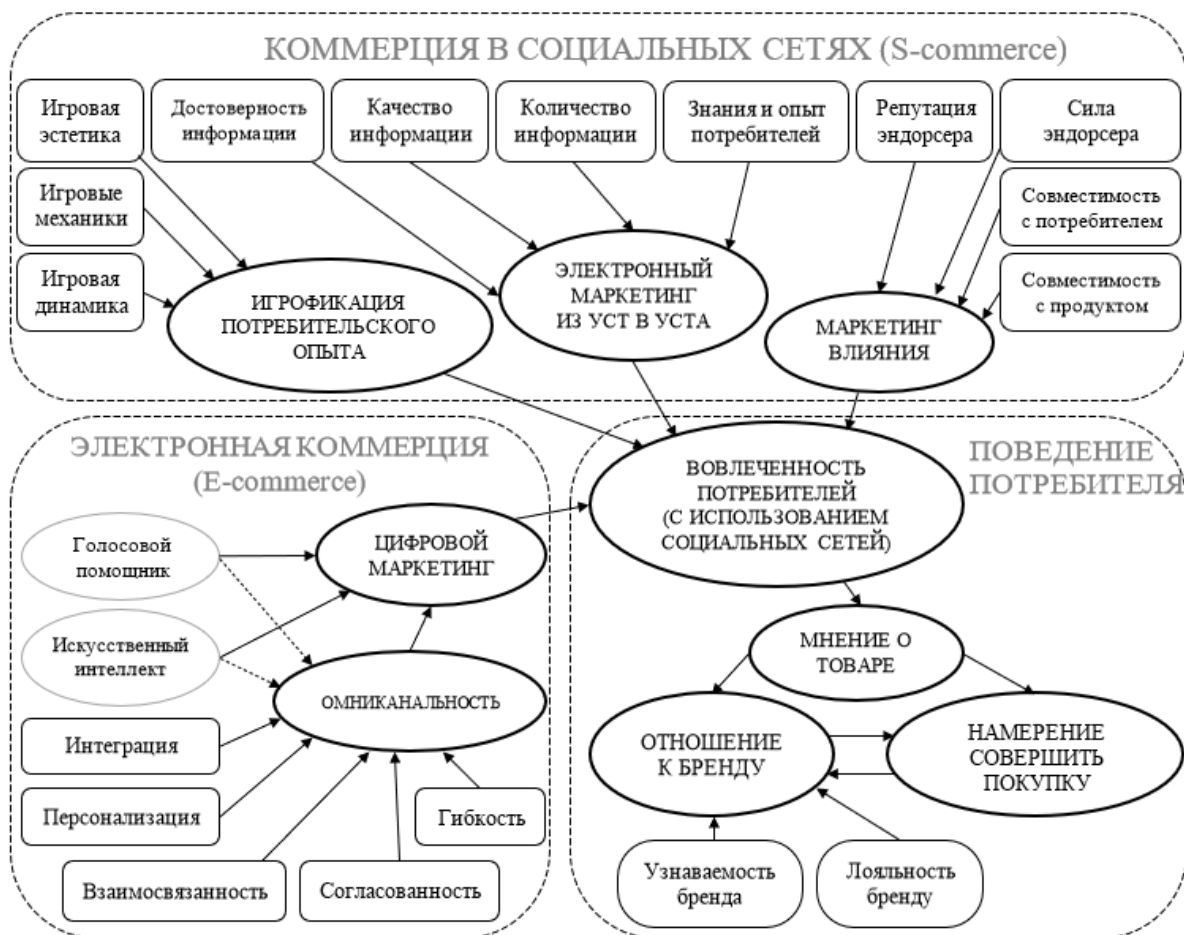 КОММЕРЦИЯ В СОЦИАЛЬНЫХ СЕТЯХ (S-commerce)
Игровая
эстетика
Достоверность
информации
Качество
информации
Количество
информации
Знания и опыт
потребителей
Репутация
эндорсера
Сила
эндорсера
Игровые
механики
Совместимость
с потребителем
Игровая
динамика
Совместимость
с продуктом
ИГРОФИКАЦИЯ
ПОТРЕБИТЕЛЬСКОГО
ОПЫТА
ЭЛЕКТРОННЫЙ
МАРКЕТИНГ
ИЗ УСТ В УСТА
МАРКЕТИНГ
ВЛИЯНИЯ
ЭЛЕКТРОННАЯ КОММЕРЦИЯ
(E-commerce)
Голосовой
помощник
ЦИФРОВОЙ
МАРКЕТИНГ
Искусственный
интеллект
ОМНИКАНАЛЬНОСТЬ
Интеграция
Персонализация
Гибкость
Взаимосвязанность
Согласованность
ПОВЕДЕНИЕ
ПОТРЕБИТЕЛЯ
ВОВЛЕЧЕННОСТЬ
ПОТРЕБИТЕЛЕЙ
(С ИСПОЛЬЗОВАНИЕМ
СОЦИАЛЬНЫХ СЕТЕЙ)
МНЕНИЕ О
ТОВАРЕ
ОТНОШЕНИЕ
К БРЕНДУ
НАМЕРЕНИЕ
СОВЕРШИТЬ
ПОКУПКУ
Узнаваемость
бренда
Лояльность
бренду